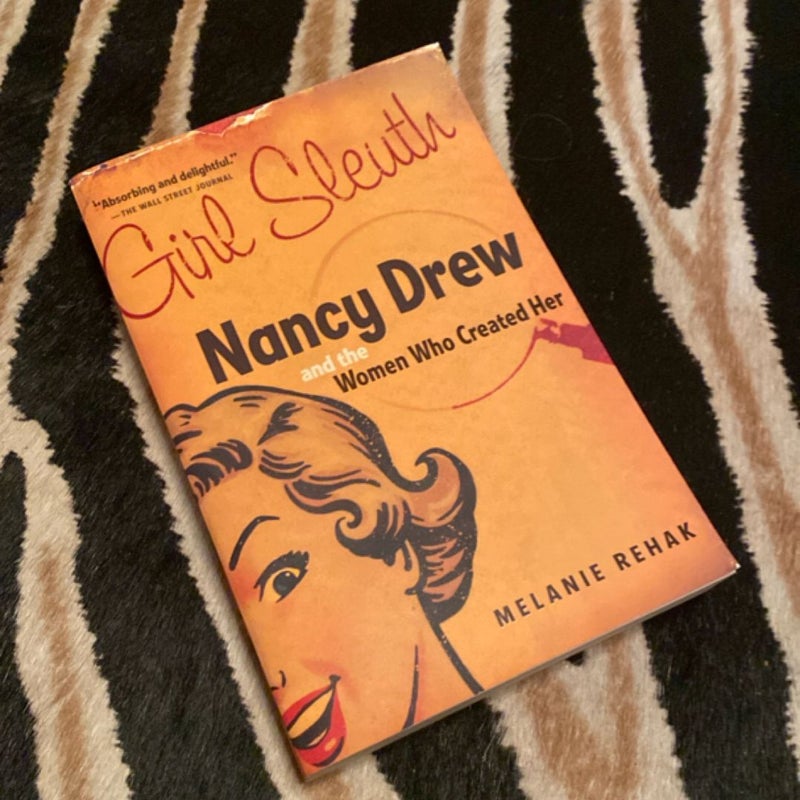 "Absorbing and delightful."
—THE WALL STREET JOURNAL
Girl Sleuth
Nancy Drew
and the
Women Who Created Her
MELANIE REHAK